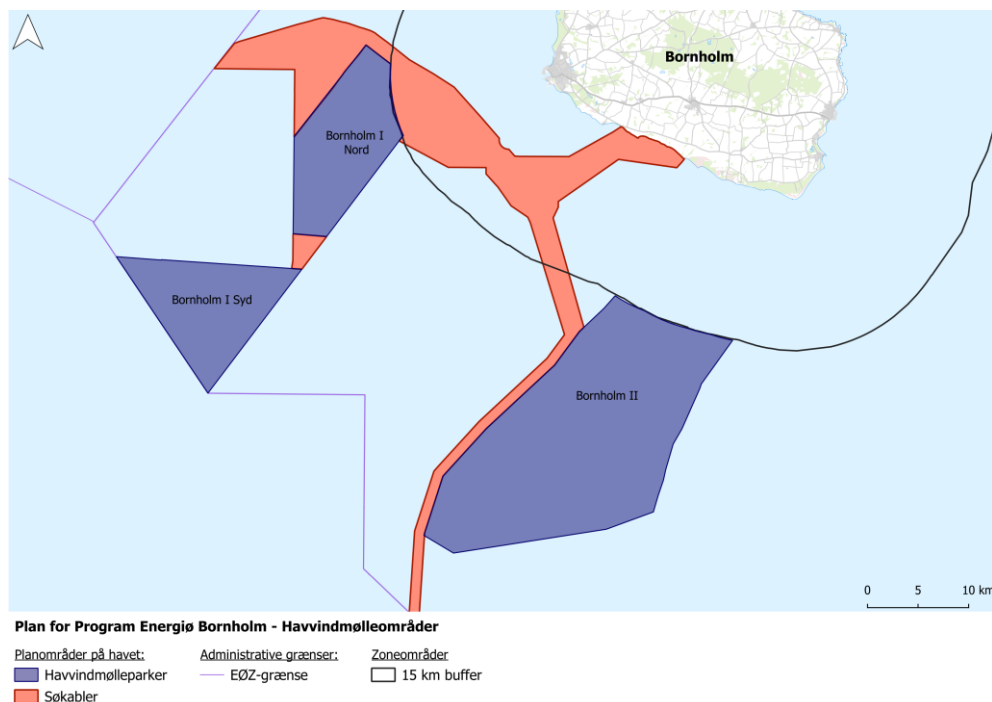 Bornholm
Bornholm I
Nord
Bornholm I Syd
Bornholm II
0 5 10 km
Plan for Program Energiø Bornholm - Havvindmølleområder
Planområder på havet: Administrative grænser: Zoneområder
Havvindmølleparker EØZ-grænse 15 km buffer
Søkabler